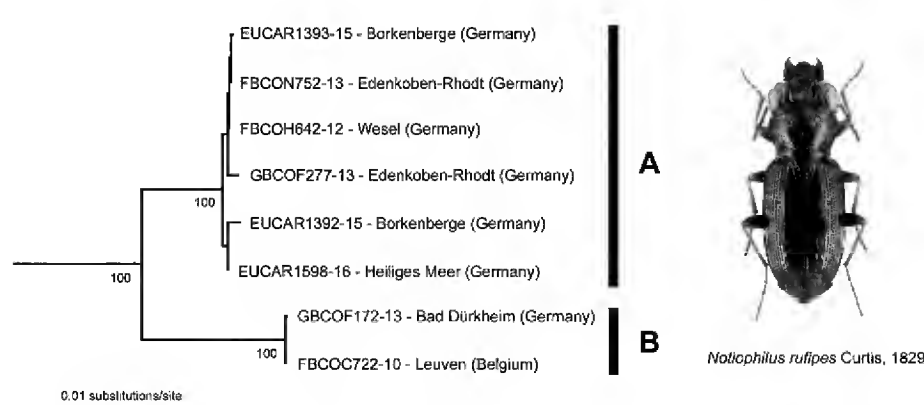 EUCAR1393-15 - Borkenberge (Germany)
FBCON752-13 - Edenkoben-Rhodt (Germany)
FBCOH642-12 - Wesel (Germany)
GBCOF277-13 - Edenkoben-Rhodt (Germany)
A
100
EUCAR1392-15 - Borkenberge (Germany)
EUCAR1598-16 - Heiliges Meer (Germany)
100
GBCOF172-13 - Bad Dürkheim (Germany)
B
100
FBCOC722-10 - Leuven (Belgium)
Notiophilus rufipes Curtis, 1829
0.01 substitutions/site